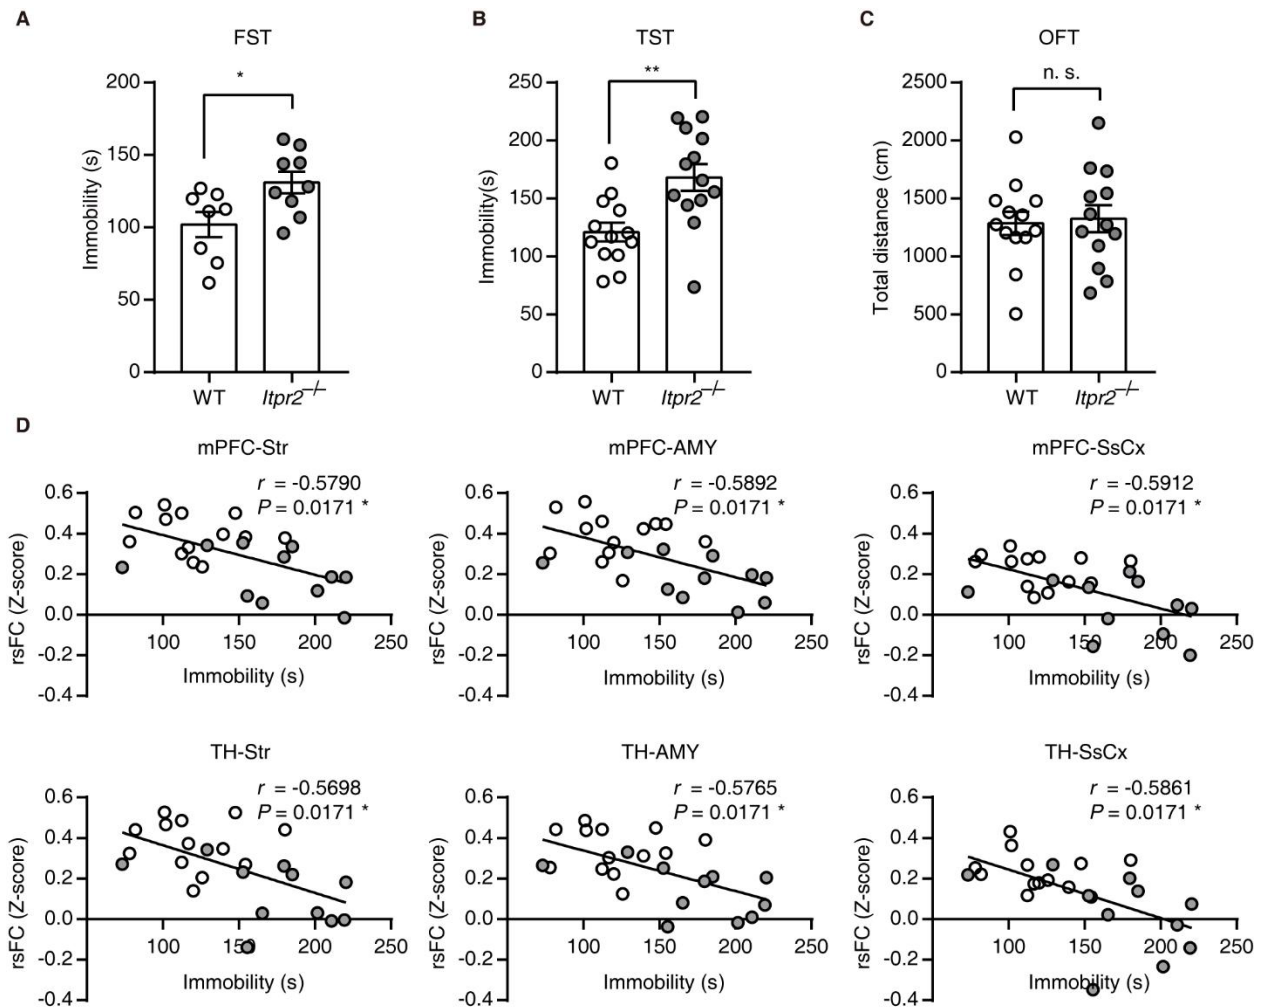 A
FST
*
200
150
100
50
0
Immobility (s)
WT
Itpr2–/–
B
TST
**
250
200
150
100
50
0
Immobility(s)
WT
Itpr2–/–
C
OFT
n. s.
2500
2000
1500
1000
500
0
Total distance (cm)
WT
Itpr2–/–
D
mPFC-Str
r = -0.5790
P = 0.0171 *
0.6
0.4
0.2
0.0
-0.2
-0.4
rsFC (Z-score)
100 150 200 250
Immobility (s)
mPFC-AMY
r = -0.5892
P = 0.0171 *
0.6
0.4
0.2
0.0
-0.2
-0.4
rsFC (Z-score)
100 150 200 250
Immobility (s)
mPFC-SsCx
r = -0.5912
P = 0.0171 *
0.6
0.4
0.2
0.0
-0.2
-0.4
rsFC (Z-score)
100 150 200 250
Immobility (s)
TH-Str
r = -0.5698
P = 0.0171 *
0.6
0.4
0.2
0.0
-0.2
-0.4
rsFC (Z-score)
100 150 200 250
Immobility (s)
TH-AMY
r = -0.5765
P = 0.0171 *
0.6
0.4
0.2
0.0
-0.2
-0.4
rsFC (Z-score)
100 150 200 250
Immobility (s)
TH-SsCx
r = -0.5861
P = 0.0171 *
0.6
0.4
0.2
0.0
-0.2
-0.4
rsFC (Z-score)
100 150 200 250
Immobility (s)